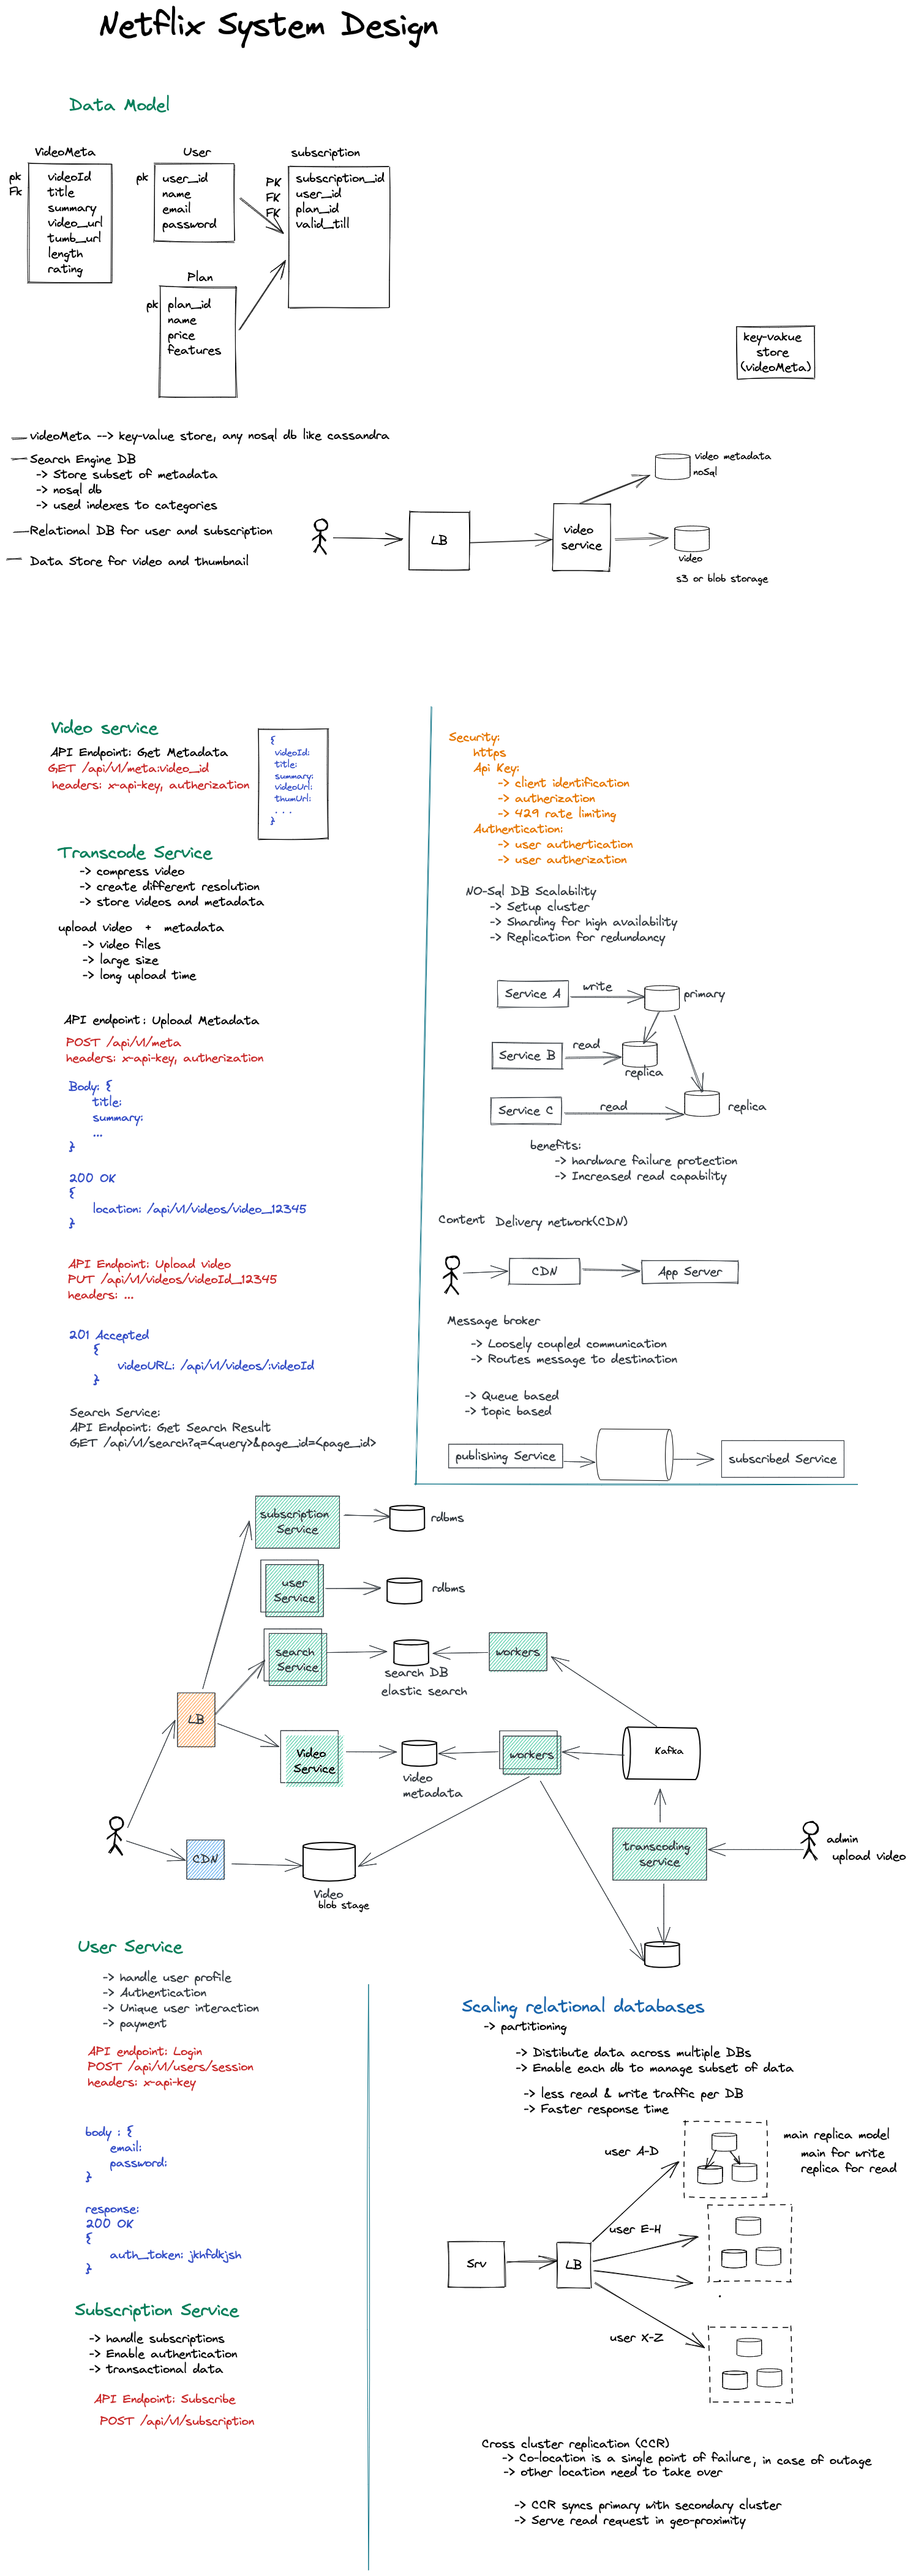 Netflix System Design
Data Model
VideoMeta
pk
Fk
videoId
title
summary
video_url
tumb_url
length
rating
User
pk
user_id
name
email
password
subscription
PK
FK
FK
subscription_id
user_id
plan_id
valid_till
Plan
pk
plan_id
name
price
features
key-vakue
store
(videoMeta)
videoMeta --> key-value store, any nosql db like cassandra
Search Engine DB
-> Store subset of metadata
-> nosql db
-> used indexes to categories
Relational DB for user and subscription
Data Store for video and thumbnail
LB
video
service
video metadata
noSql
video
s3 or blob storage
Video service
API Endpoint: Get Metadata
GET /api/v1/meta:video_id
headers: x-api-key, autherization
{
videoId:
title:
summary:
videoUrl:
thumUrl:
. . .
}
Transcode Service
-> compress video
-> create different resolution
-> store videos and metadata
upload video + metadata
-> video files
-> large size
-> long upload time
API endpoint: Upload Metadata
POST /api/v1/meta
headers: x-api-key, autherization
Body: {
title:
summary:
...
}
200 OK
{
location: /api/v1/videos/video_12345
}
API Endpoint: Upload video
PUT /api/v1/videos/videoId_12345
headers: ...
201 Accepted
{
videoURL: /api/v1/videos/:videoId
}
Search Service:
API Endpoint: Get Search Result
GET /api/v1/search?q=<query>&page_id=<page_id>
Security:
https
Api Key:
-> client identification
-> autherization
-> 429 rate limiting
Authentication:
-> user authertication
-> user autherization
NO-Sql DB Scalability
-> Setup cluster
-> Sharding for high availability
-> Replication for redundancy
Service A
write
primary
Service B
read
replica
Service C
read
replica
benefits:
-> hardware failure protection
-> Increased read capability
Content Delivery network(CDN)
CDN
App Server
Message broker
-> Loosely coupled communication
-> Routes message to destination
-> Queue based
-> topic based
publishing Service
subscribed Service
subscription
Service
rdbms
user
Service
rdbms
search
Service
search DB
elastic search
workers
LB
Video
Service
video
metadata
workers
Kafka
CDN
Video
blob stage
transcoding
service
admin
upload video
User Service
-> handle user profile
-> Authentication
-> Unique user interaction
-> payment
API endpoint: Login
POST /api/v1/users/session
headers: x-api-key
body : {
email:
password:
}
response:
200 OK
{
auth_token: jkhfdkjsh
}
Subscription Service
-> handle subscriptions
-> Enable authentication
-> transactional data
API Endpoint: Subscribe
POST /api/v1/subscription
Scaling relational databases
-> partitioning
-> Distibute data across multiple DBs
-> Enable each db to manage subset of data
-> less read & write traffic per DB
-> Faster response time
user A-D
main replica model
main for write
replica for read
user E-H
Srv
LB
.
.
user X-Z
Cross cluster replication (CCR)
-> Co-location is a single point of failure, in case of outage
-> other location need to take over
-> CCR syncs primary with secondary cluster
-> Serve read request in geo-proximity